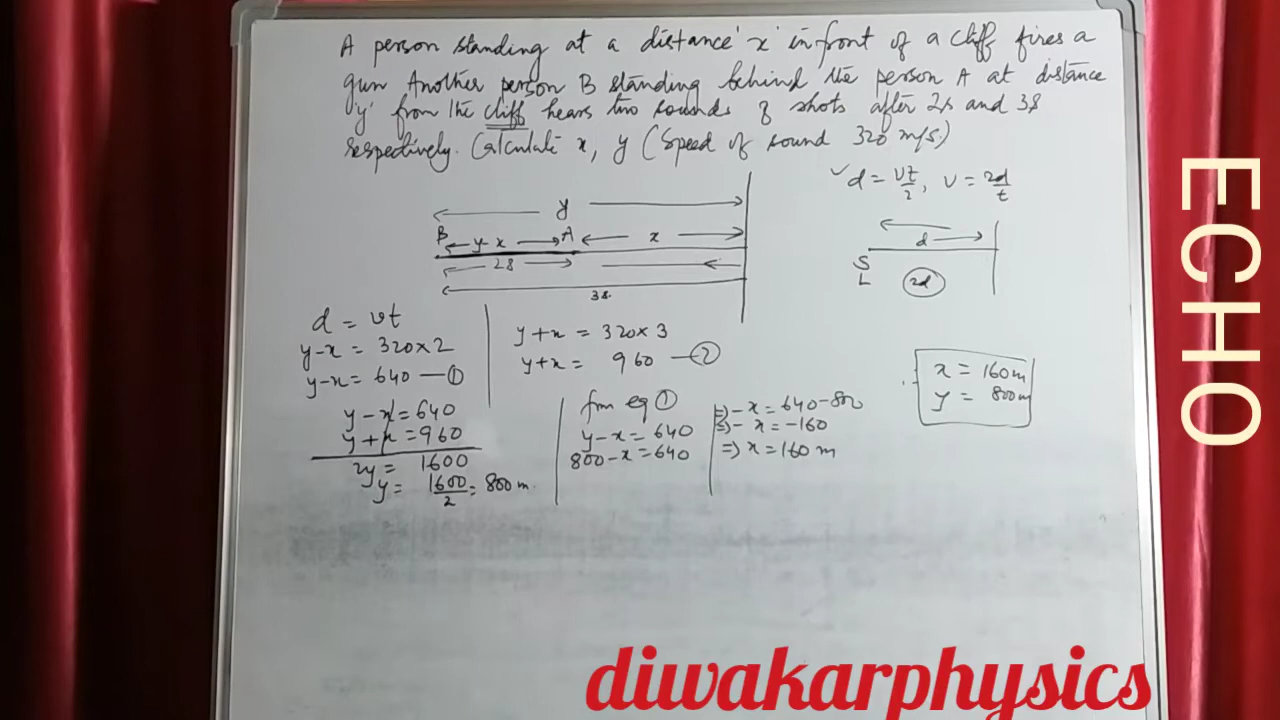 A person standing at a distance 'x' in front of a cliff fires a
gun Another person B standing behind the person A at distance
'y' from the cliff hears two sounds of shots after 2s and 3s
respectively. Calculate x, y (Speed of sound 320 m/s.)
d = vt/2, v = 2d/t
y
B y-x A x
2s
3s.
d
S
L 2d
d = vt
y-x = 320×2
y-x = 640 — ①
y+x = 320×3
y+x = 960 — ②
y-x = 640
y+x = 960
2y = 1600
y = 1600/2 = 800 m.
from eq ①
y-x = 640
800-x = 640
⇒ -x = 640-800
⇒ -x = -160
⇒ x = 160 m
x = 160 m
y = 800 m
ECHO
diwakarphysics